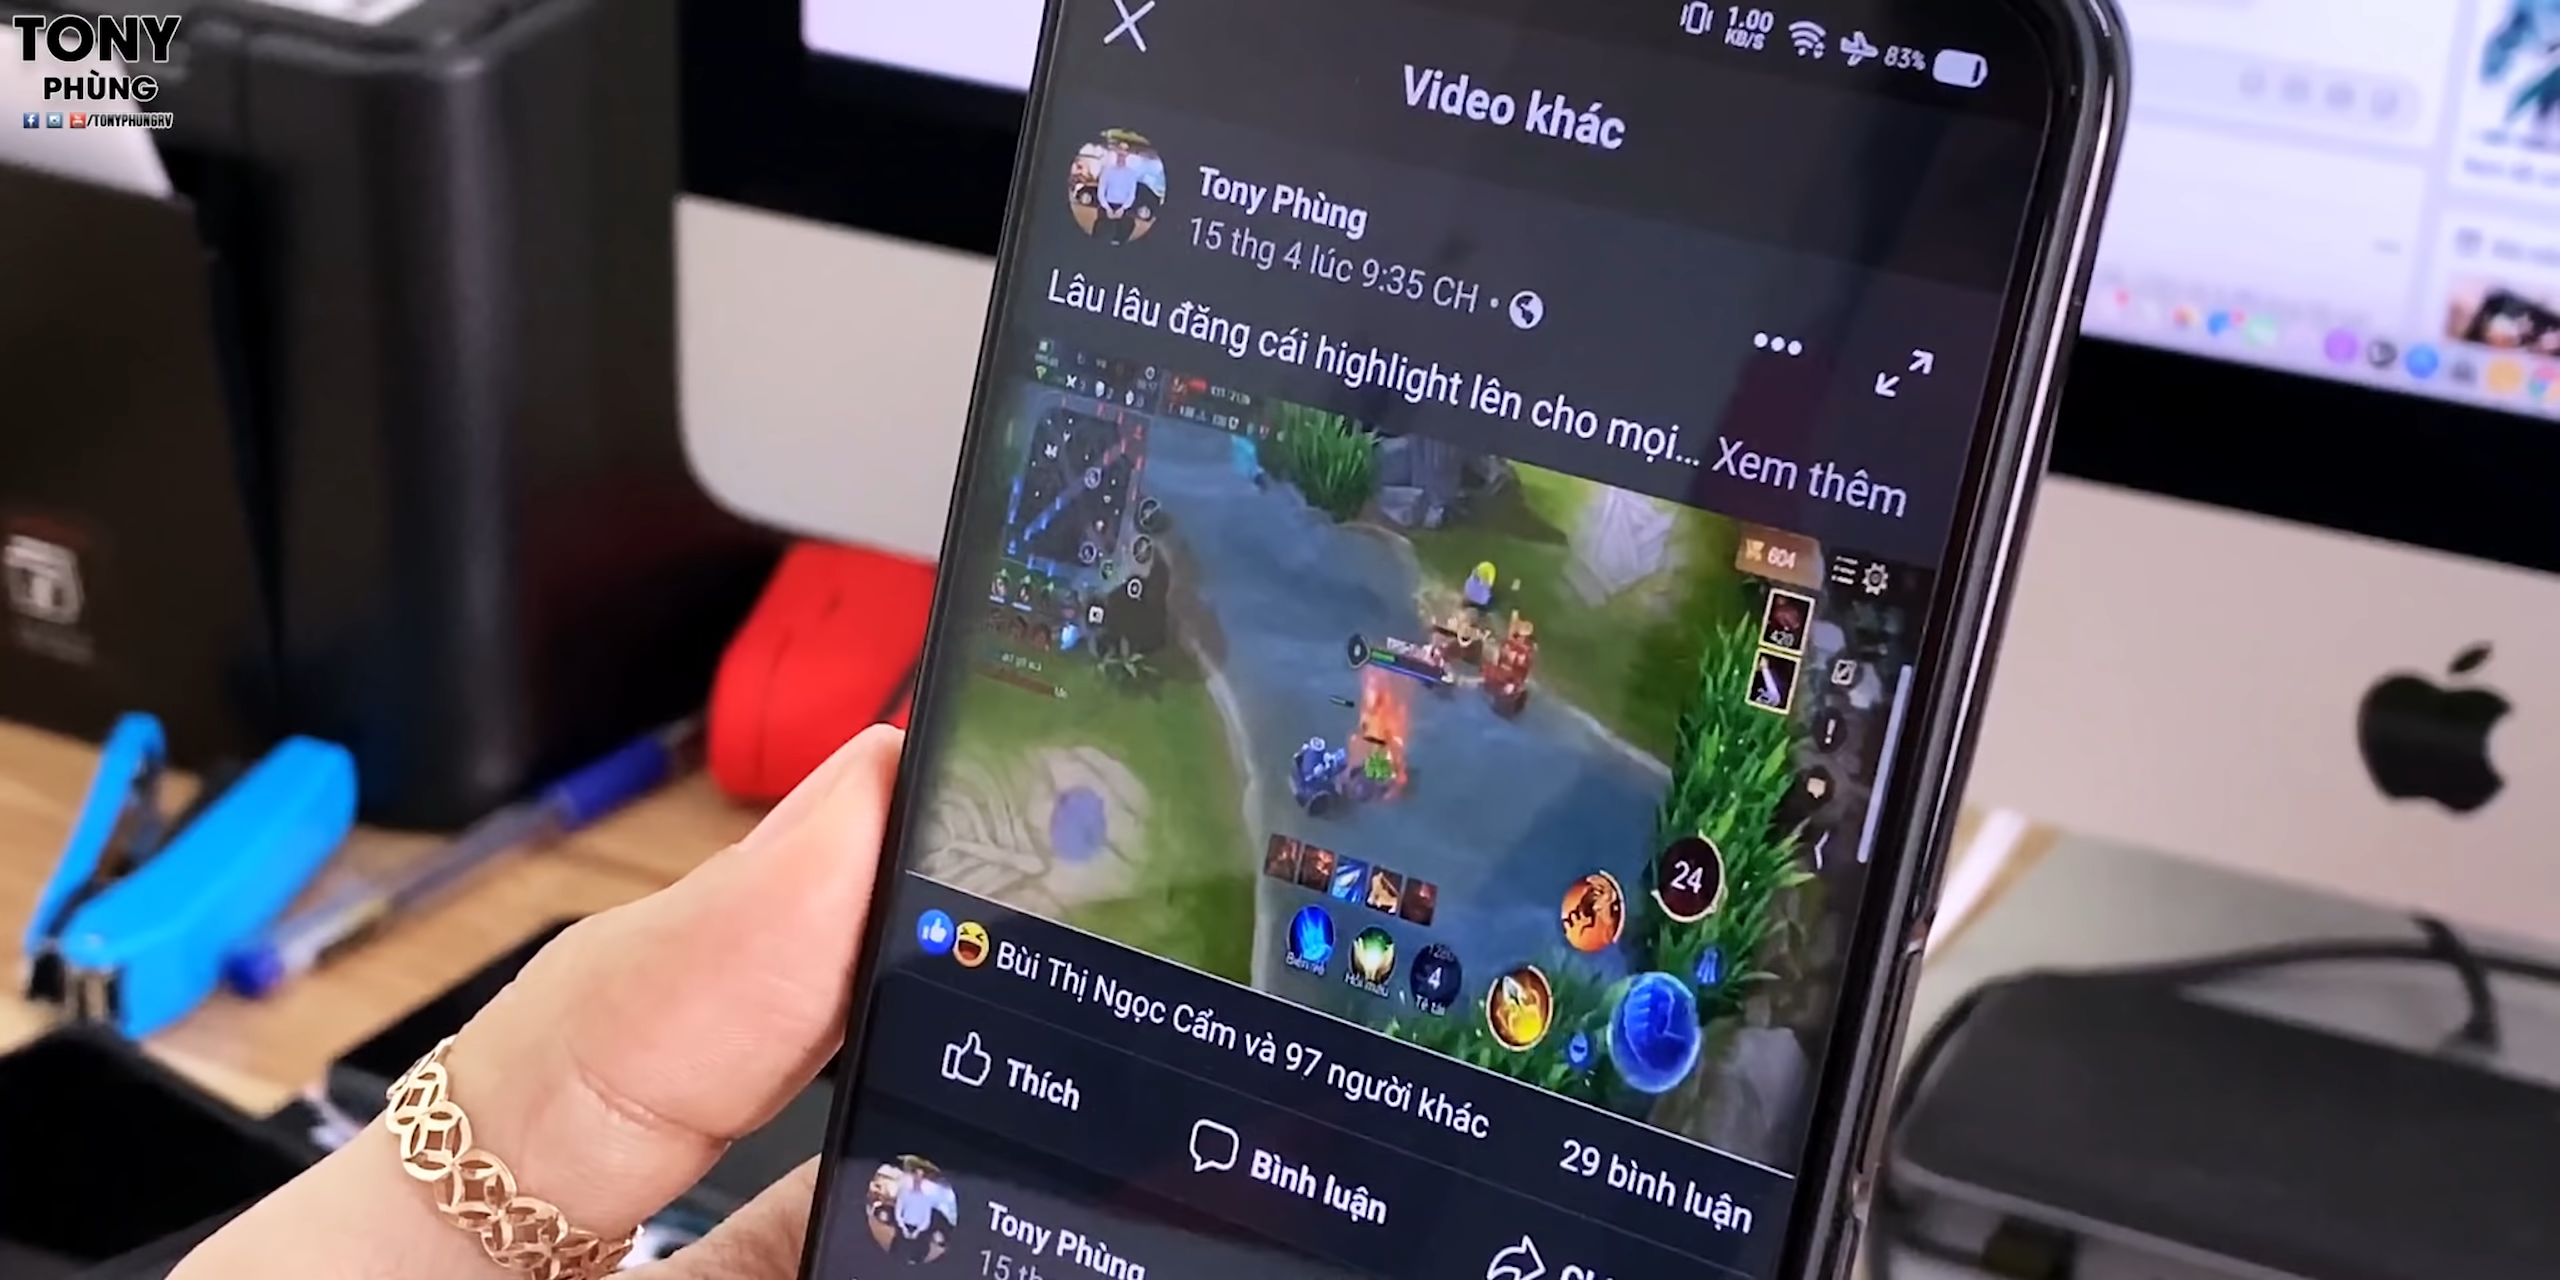 TONY
PHÙNG
/TONYPHUNGRV
1.00
KB/S
83%
Video khác
Tony Phùng
15 thg 4 lúc 9:35 CH
Lâu lâu đăng cái highlight lên cho mọi... Xem thêm
604
420
24
4
Bùi Thị Ngọc Cẩm và 97 người khác
29 bình luận
Thích
Bình luận
Tony Phùng